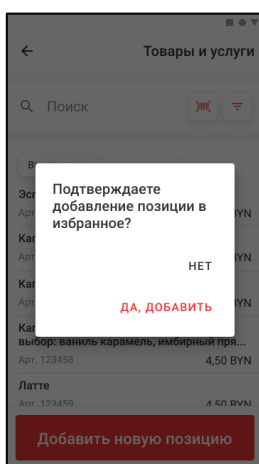 Товары и услуги
Поиск
Подтверждаете
добавление позиции в
избранное?
НЕТ
ДА, ДОБАВИТЬ
BYN
Арт.
BYN
BYN
выбор: ваниль карамель, имбирный пря...
Арт. 123458 4,50 BYN
Латте
Арт. 123459 4,50 BYN
Добавить новую позицию